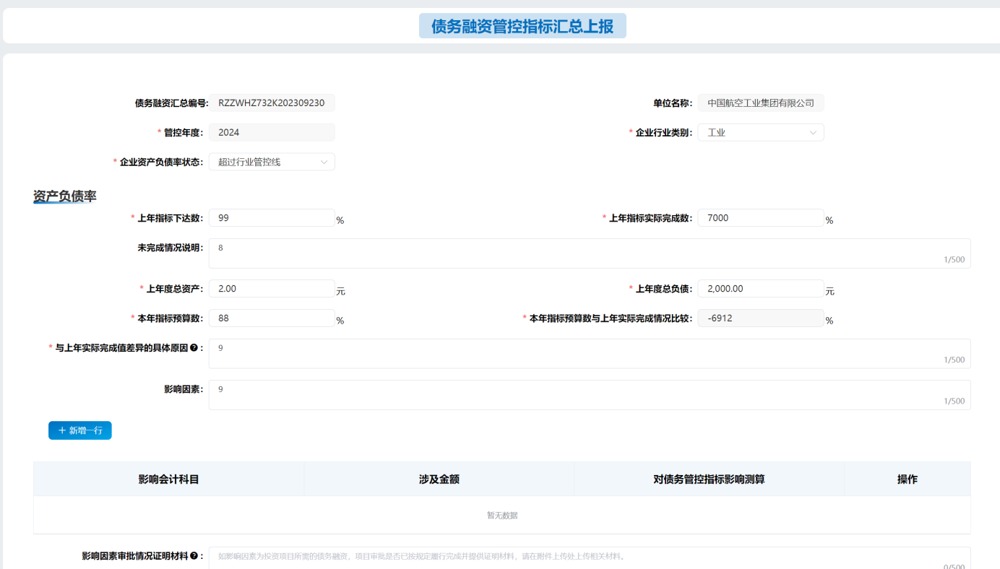 债务融资管控指标汇总上报
债务融资汇总编号: RZZWHZ732K202309230 单位名称: 中国航空工业集团有限公司
* 管控年度: 2024 * 企业行业类别: 工业
* 企业资产负债率状态: 超过行业管控线
资产负债率
* 上年指标下达数: 99 % * 上年指标实际完成数: 7000 %
未完成情况说明: 8
1/500
* 上年度总资产: 2.00 元 * 上年度总负债: 2,000.00 元
* 本年指标预算数: 88 % * 本年指标预算数与上年实际完成情况比较: -6912 %
* 与上年实际完成值差异的具体原因?: 9
1/500
影响因素: 9
1/500
+ 新增一行
影响会计科目 涉及金额 对债务管控指标影响测算 操作
暂无数据
影响因素审批情况证明材料?: 如影响因素为投资项目所需的债务融资，项目审批是否已按规定履行完成并提供证明材料，请在附件上传处上传相关材料。
0/500